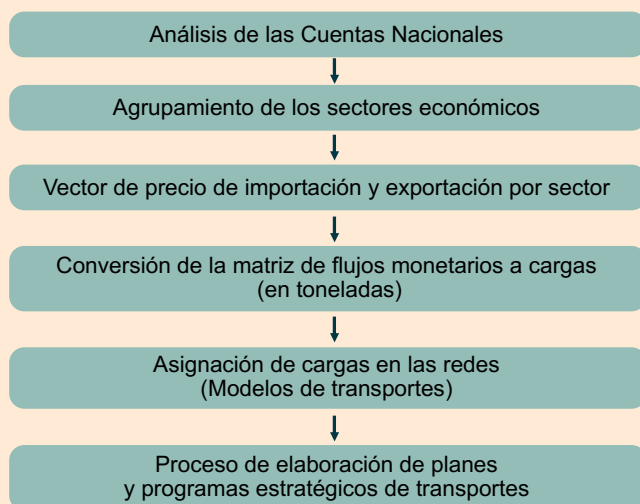 Análisis de las Cuentas Nacionales
Agrupamiento de los sectores económicos
Vector de precio de importación y exportación por sector
Conversión de la matriz de flujos monetarios a cargas
(en toneladas)
Asignación de cargas en las redes
(Modelos de transportes)
Proceso de elaboración de planes
y programas estratégicos de transportes